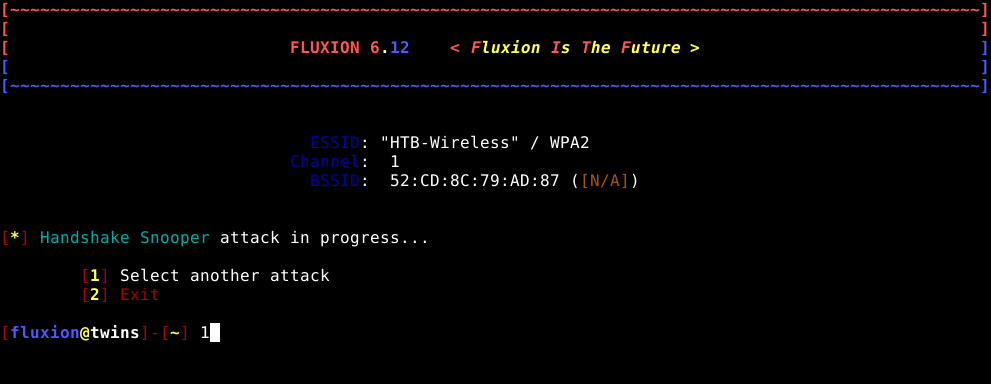 [~~~~~~~~~~~~~~~~~~~~~~~~~~~~~~~~~~~~~~~~~~~~~~~~~~~~~~~~~~~~~~~~~~~~~~~~~~~~~~~~~~~~~~~~~~~~~~~~~]
[ ]
[ FLUXION 6.12 < Fluxion Is The Future > ]
[ ]
[~~~~~~~~~~~~~~~~~~~~~~~~~~~~~~~~~~~~~~~~~~~~~~~~~~~~~~~~~~~~~~~~~~~~~~~~~~~~~~~~~~~~~~~~~~~~~~~~~]
ESSID: "HTB-Wireless" / WPA2
Channel: 1
BSSID: 52:CD:8C:79:AD:87 ([N/A])
[*] Handshake Snooper attack in progress...
[1] Select another attack
[2] Exit
[fluxion@twins]-[~] 1